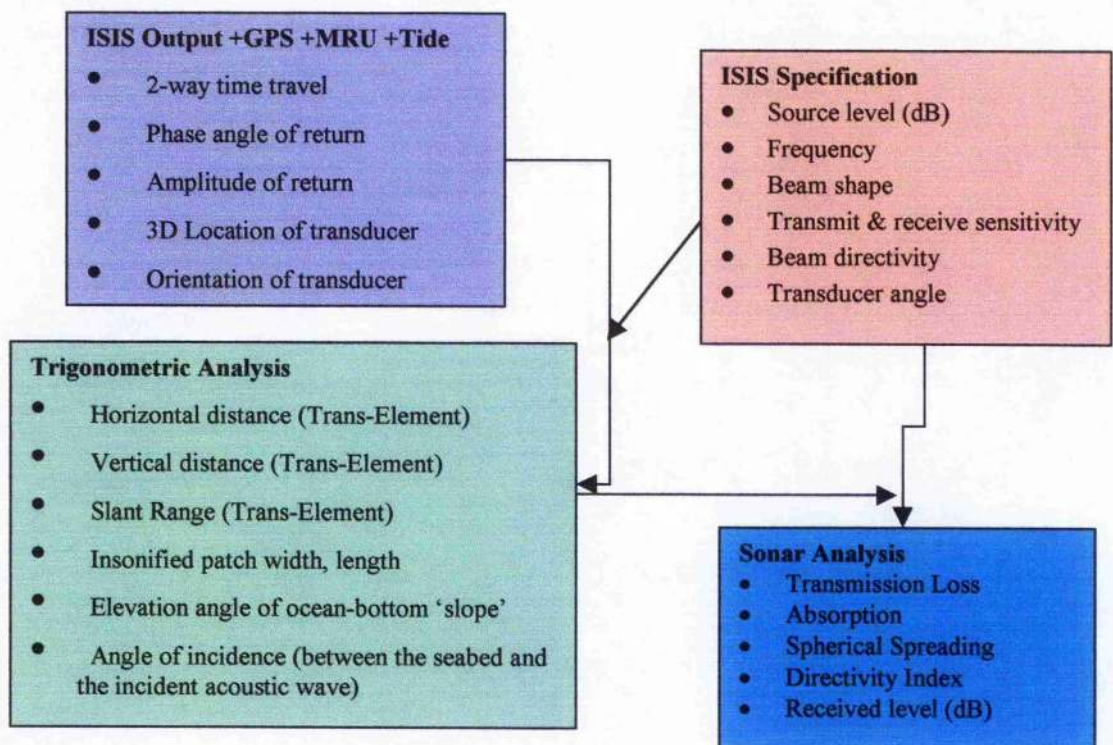 ISIS Output +GPS +MRU +Tide
• 2-way time travel
• Phase angle of return
• Amplitude of return
• 3D Location of transducer
• Orientation of transducer
ISIS Specification
• Source level (dB)
• Frequency
• Beam shape
• Transmit & receive sensitivity
• Beam directivity
• Transducer angle
Trigonometric Analysis
• Horizontal distance (Trans-Element)
• Vertical distance (Trans-Element)
• Slant Range (Trans-Element)
• Insonified patch width, length
• Elevation angle of ocean-bottom ‘slope’
• Angle of incidence (between the seabed and
the incident acoustic wave)
Sonar Analysis
• Transmission Loss
• Absorption
• Spherical Spreading
• Directivity Index
• Received level (dB)